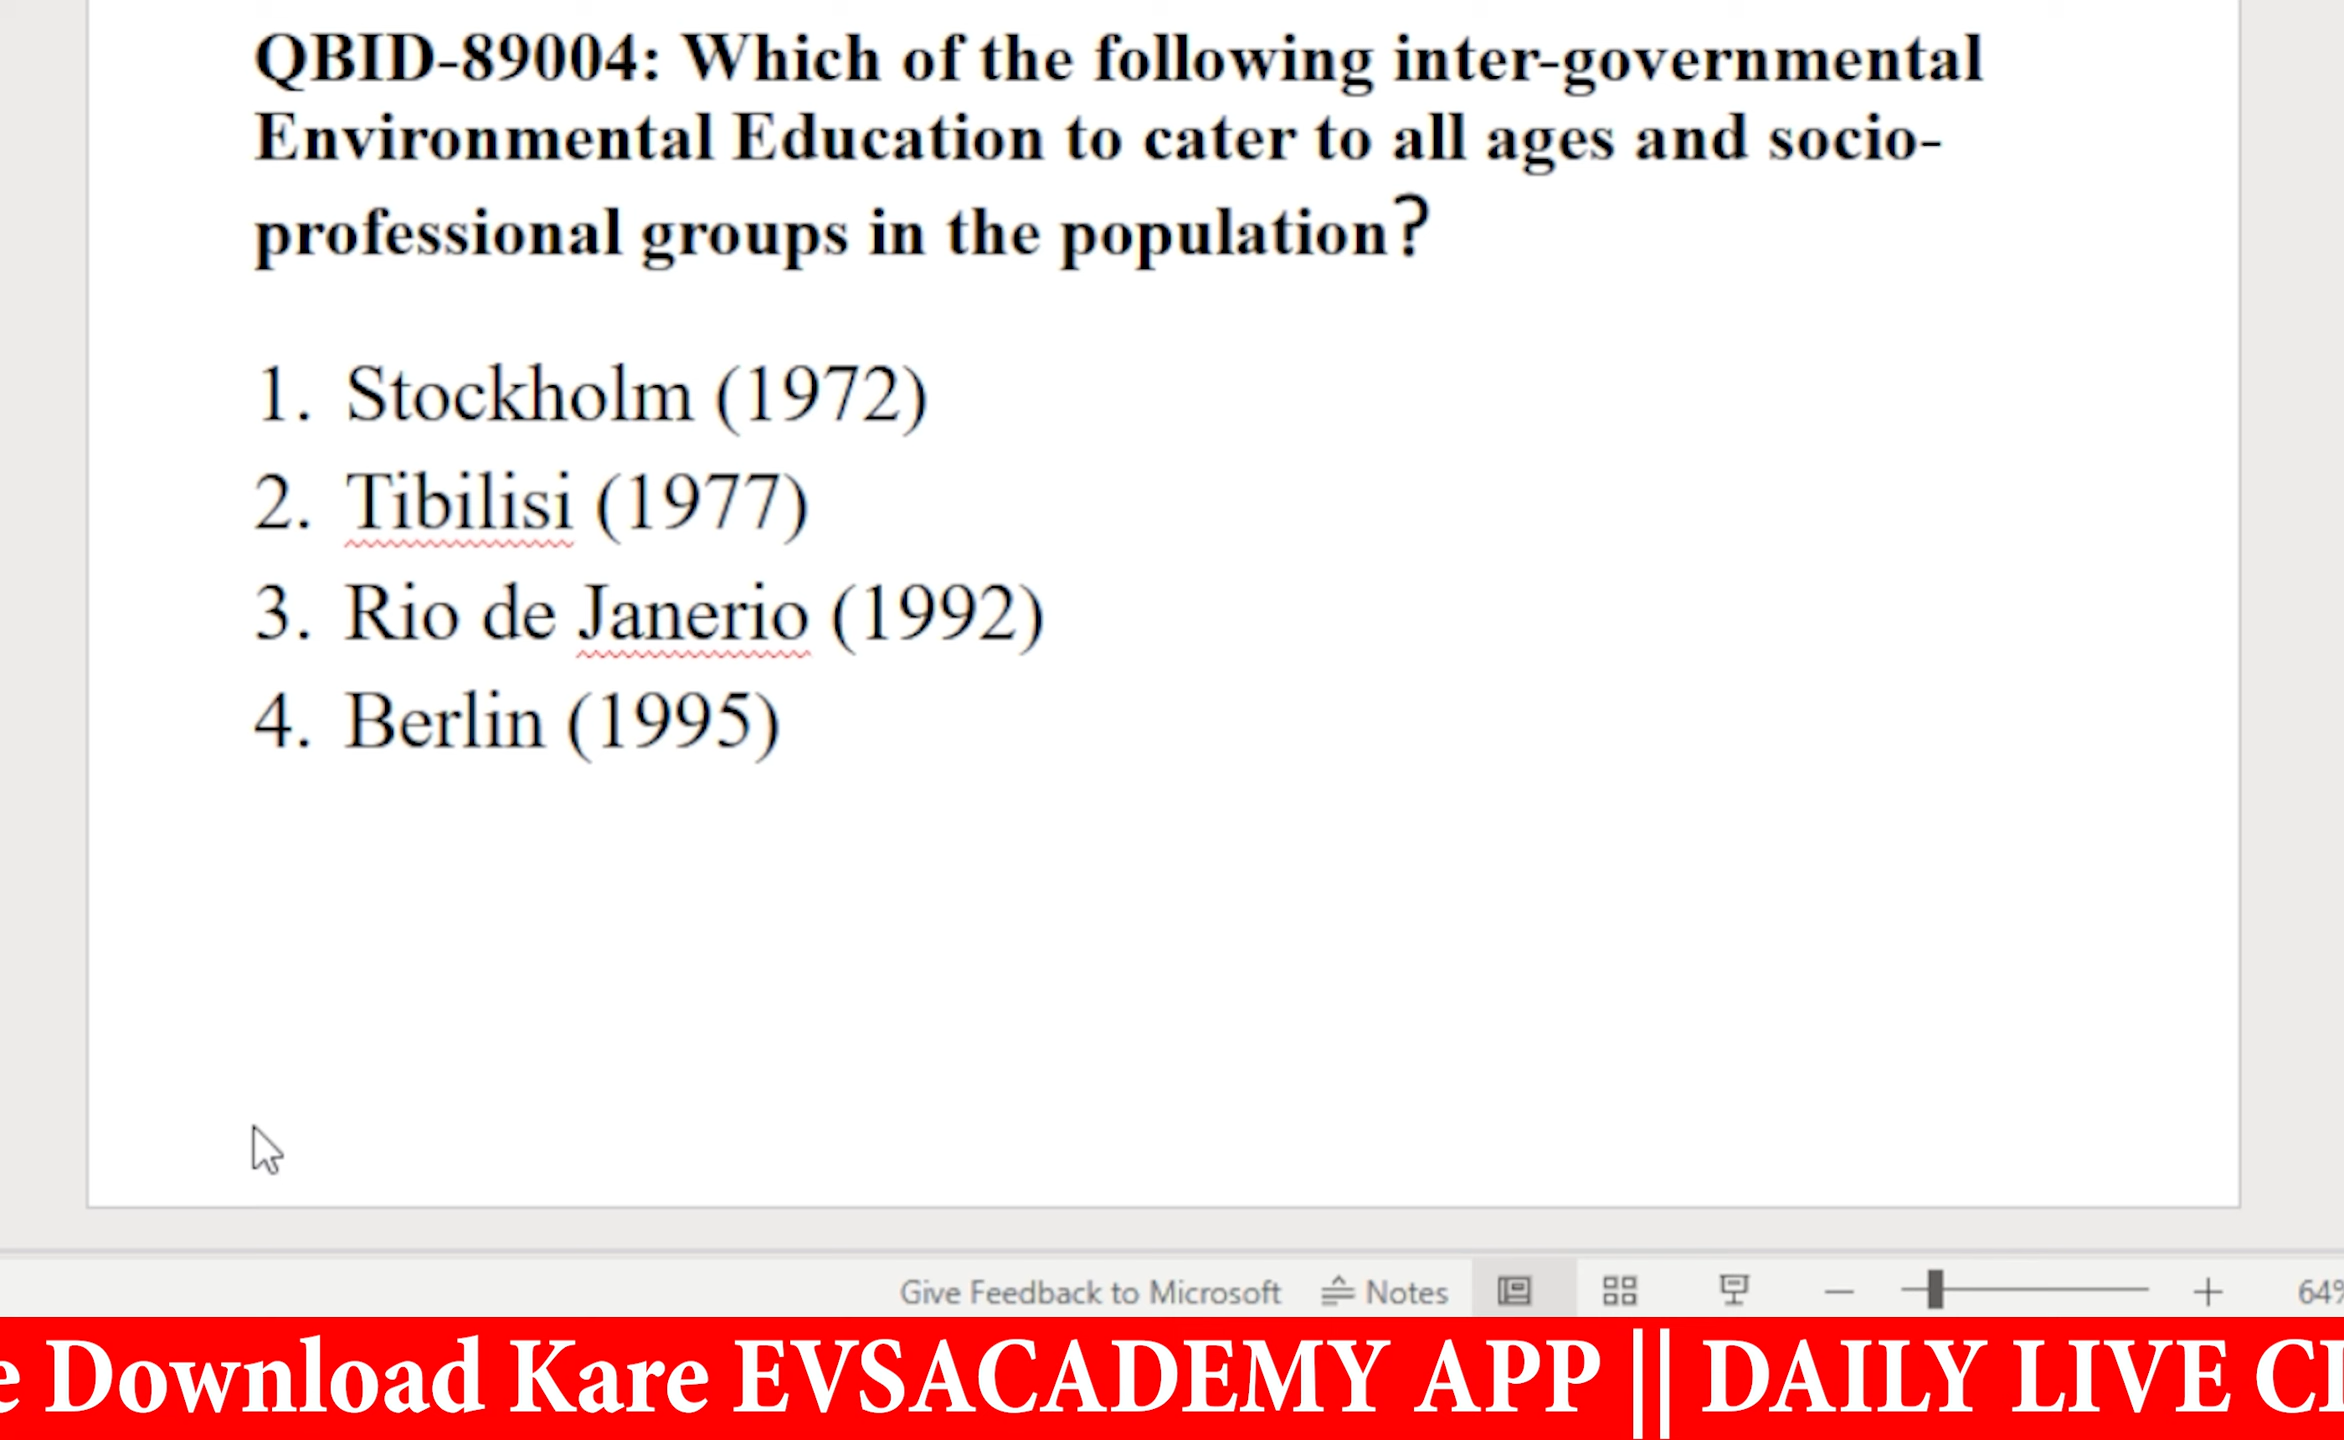 QBID-89004: Which of the following inter-governmental
Environmental Education to cater to all ages and socio-
professional groups in the population?
1. Stockholm (1972)
2. Tibilisi (1977)
3. Rio de Janerio (1992)
4. Berlin (1995)
Give Feedback to Microsoft Notes 64%
e Download Kare EVSACADEMY APP || DAILY LIVE CL